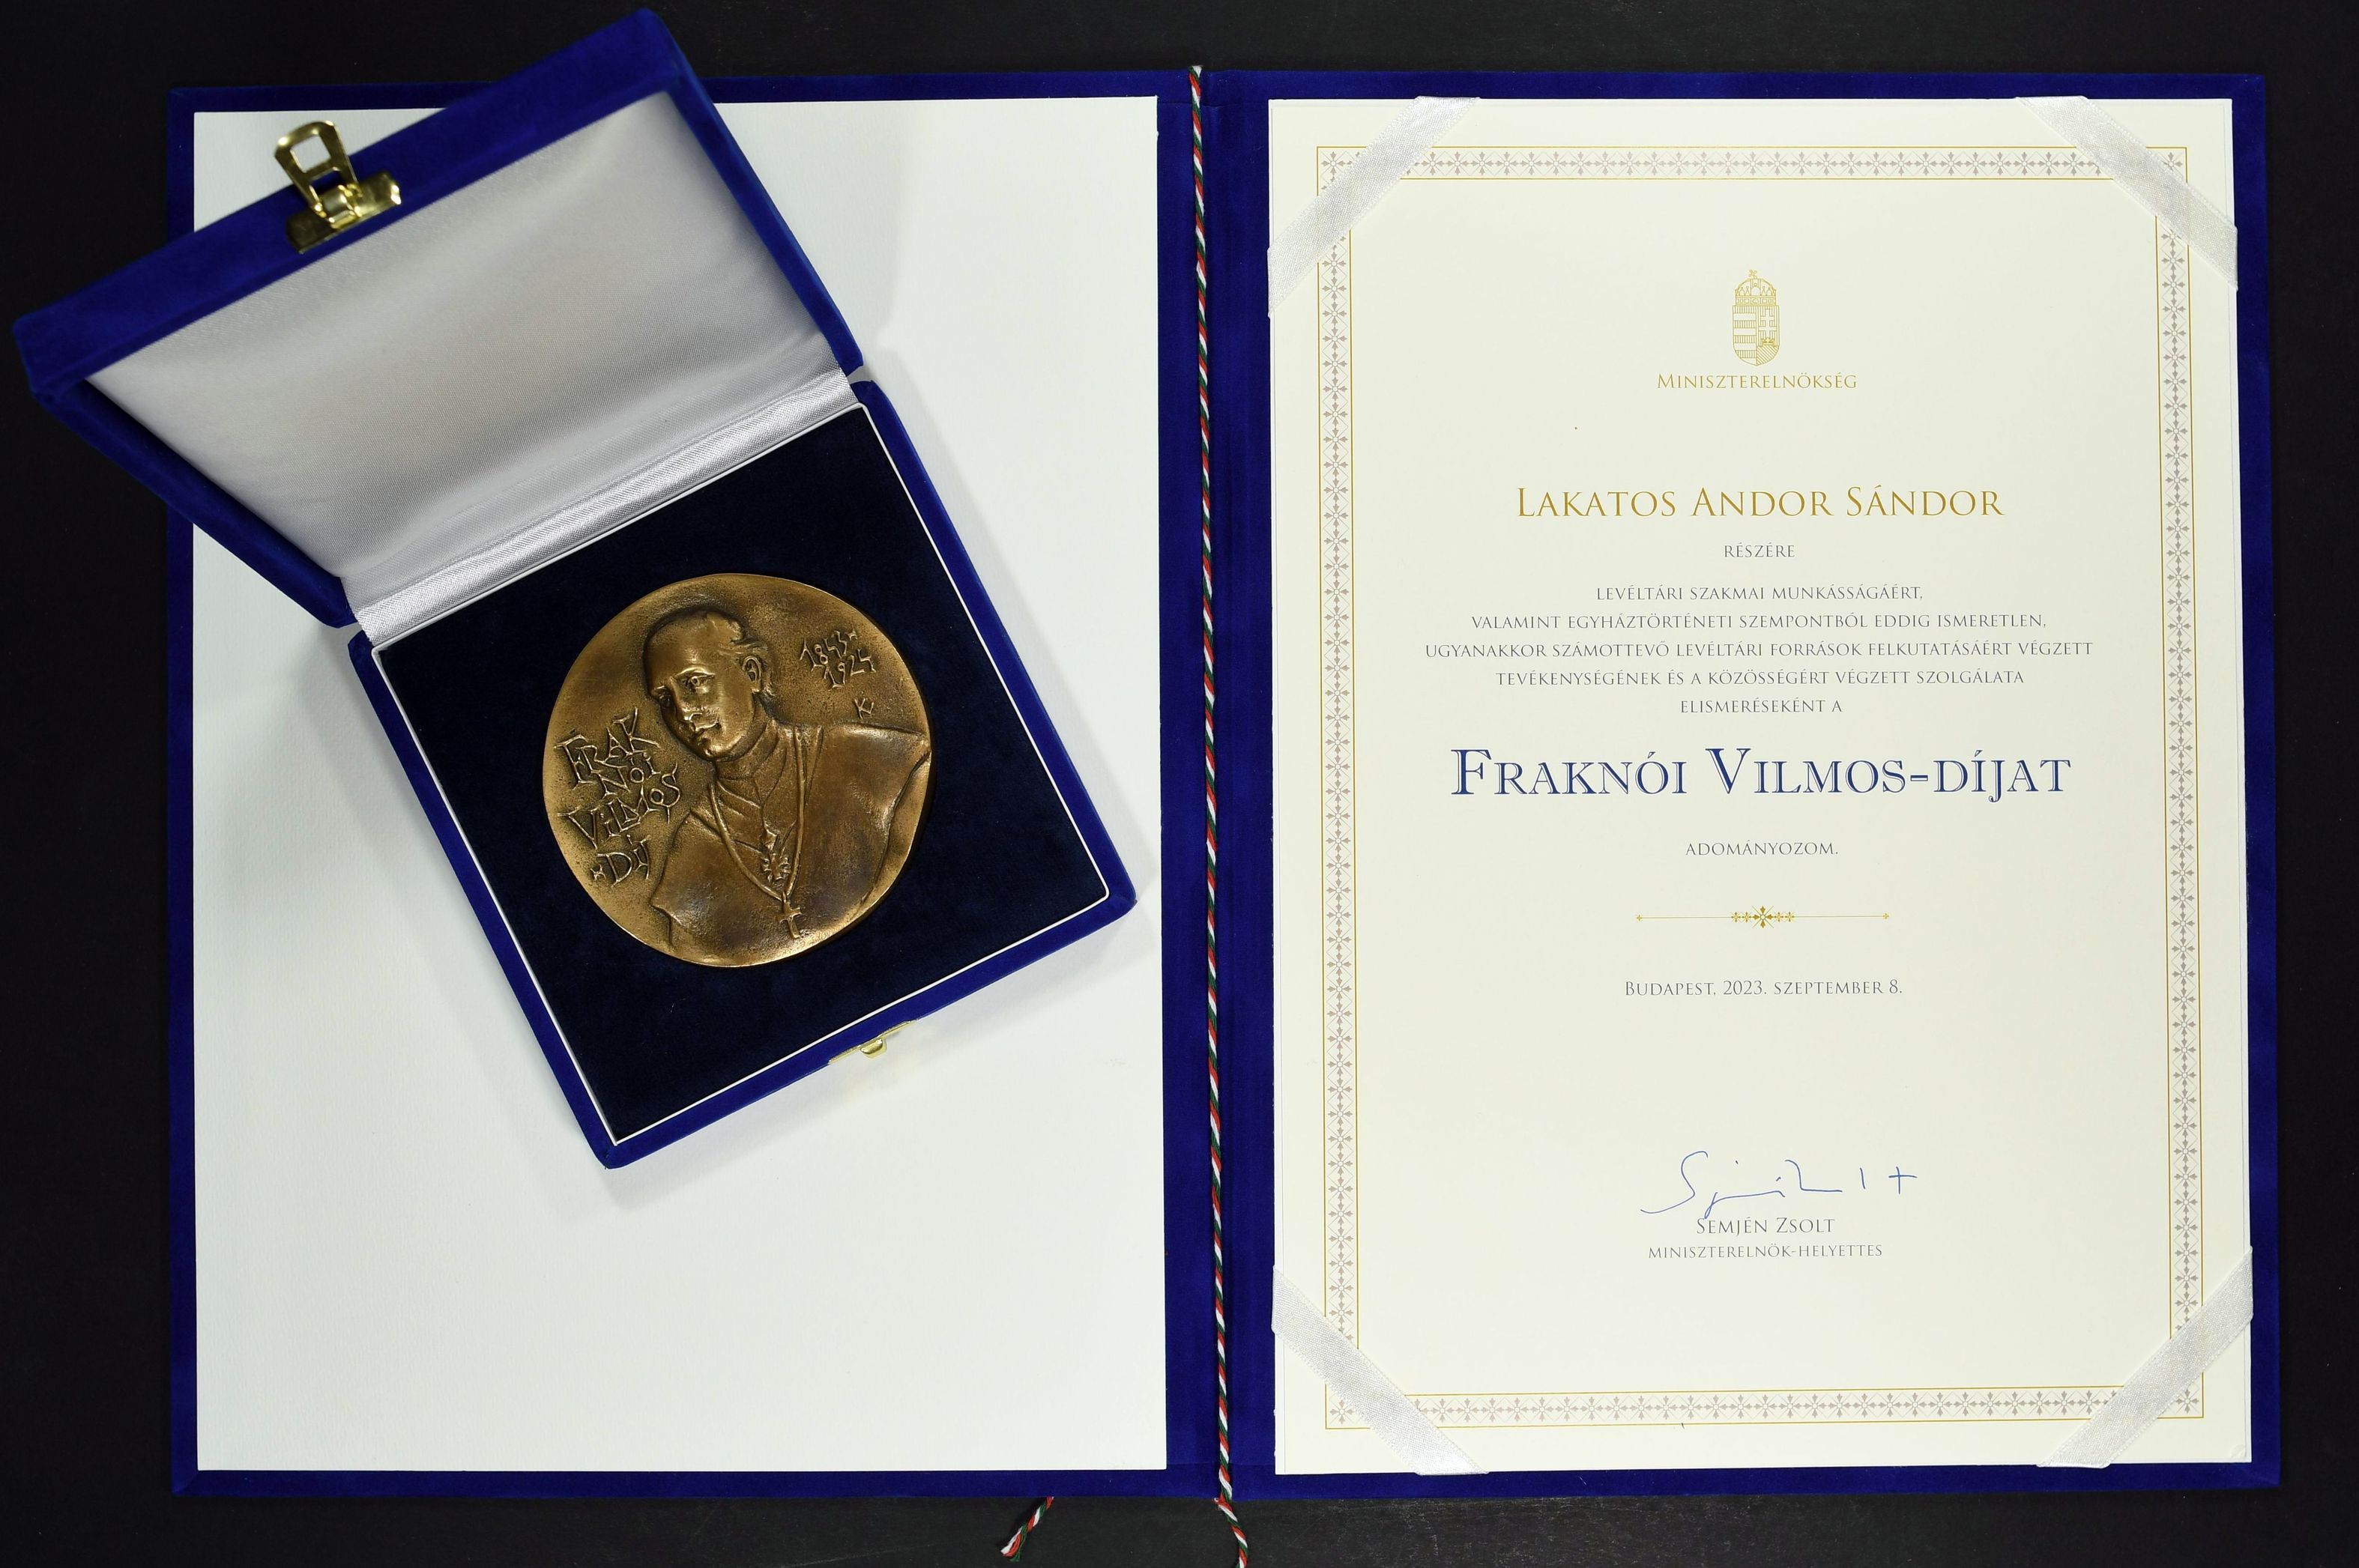 FRAK
NÓI
VILMOS
DÍJ
1843
1924
K
MINISZTERELNÖKSÉG
LAKATOS ANDOR SÁNDOR
RÉSZÉRE
LEVÉLTÁRI SZAKMAI MUNKÁSSÁGÁÉRT,
VALAMINT EGYHÁZTÖRTÉNETI SZEMPONTBÓL EDDIG ISMERETLEN,
UGYANAKKOR SZÁMOTTEVŐ LEVÉLTÁRI FORRÁSOK FELKUTATÁSÁÉRT VÉGZETT
TEVÉKENYSÉGÉNEK ÉS A KÖZÖSSÉGÉRT VÉGZETT SZOLGÁLATA
ELISMERÉSEKÉNT A
FRAKNÓI VILMOS-DÍJAT
ADOMÁNYOZOM.
BUDAPEST, 2023. SZEPTEMBER 8.
SEMJÉN ZSOLT
MINISZTERELNÖK-HELYETTES